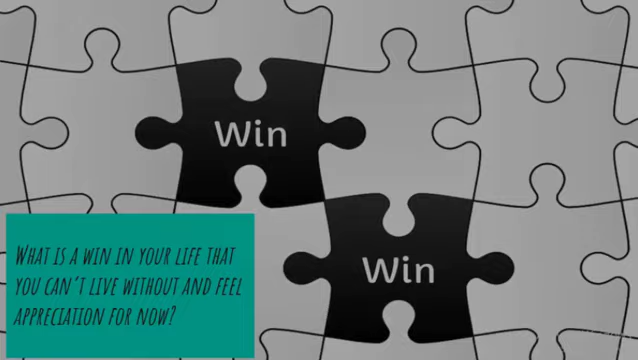 Win
Win
WHAT IS A WIN IN YOUR LIFE THAT
YOU CAN'T LIVE WITHOUT AND FEEL
APPRECIATION FOR NOW?